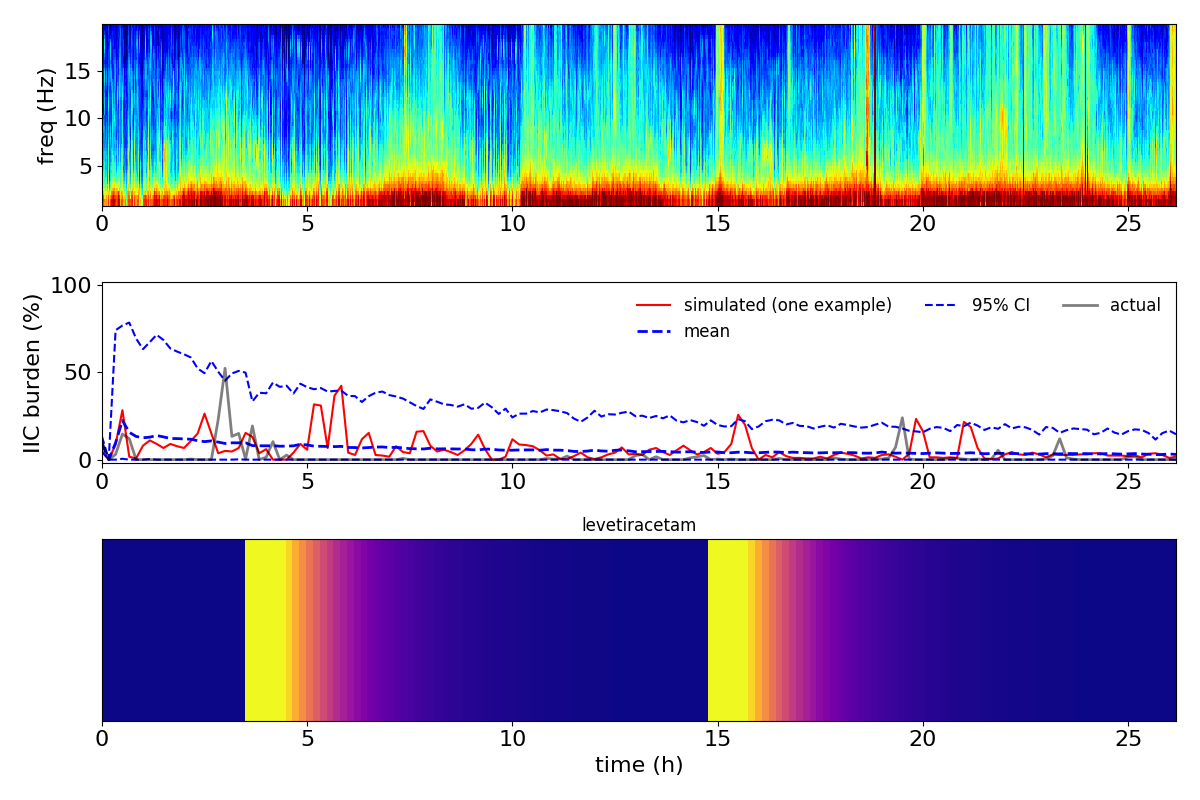 freq (Hz)
15
10
5
0 5 10 15 20 25
IIC burden (%)
100
50
0
simulated (one example)
mean
95% CI
actual
0 5 10 15 20 25
levetiracetam
0 5 10 15 20 25
time (h)